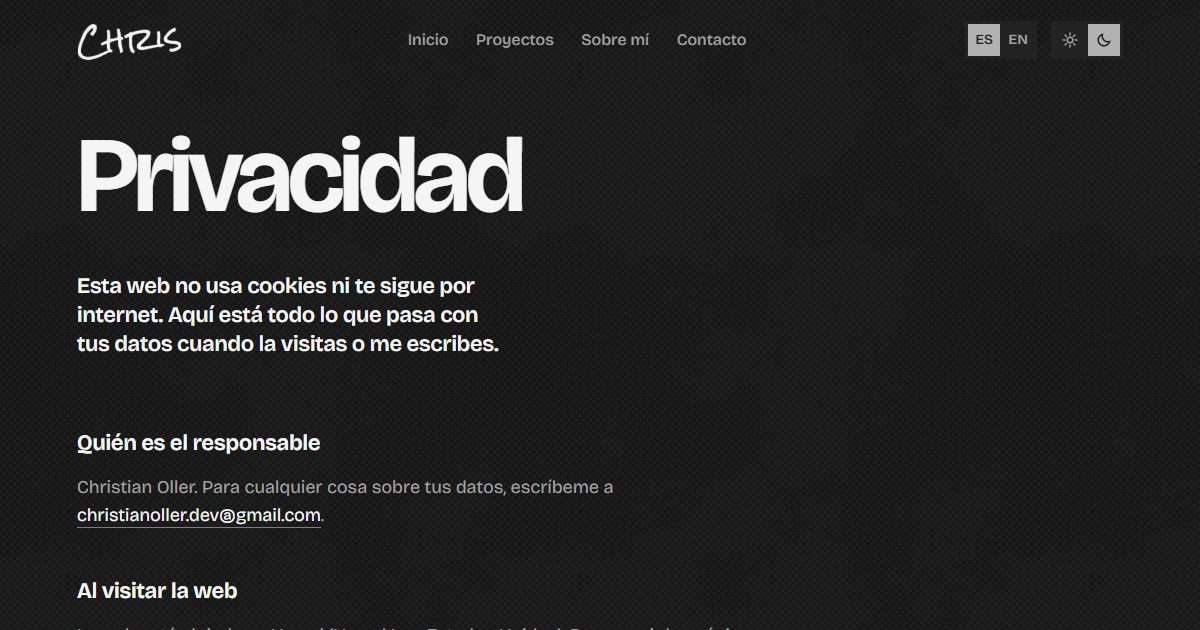 CHRIS
Inicio Proyectos Sobre mí Contacto
ES EN
Privacidad
Esta web no usa cookies ni te sigue por
internet. Aquí está todo lo que pasa con
tus datos cuando la visitas o me escribes.
Quién es el responsable
Christian Oller. Para cualquier cosa sobre tus datos, escríbeme a
christianoller.dev@gmail.com.
Al visitar la web